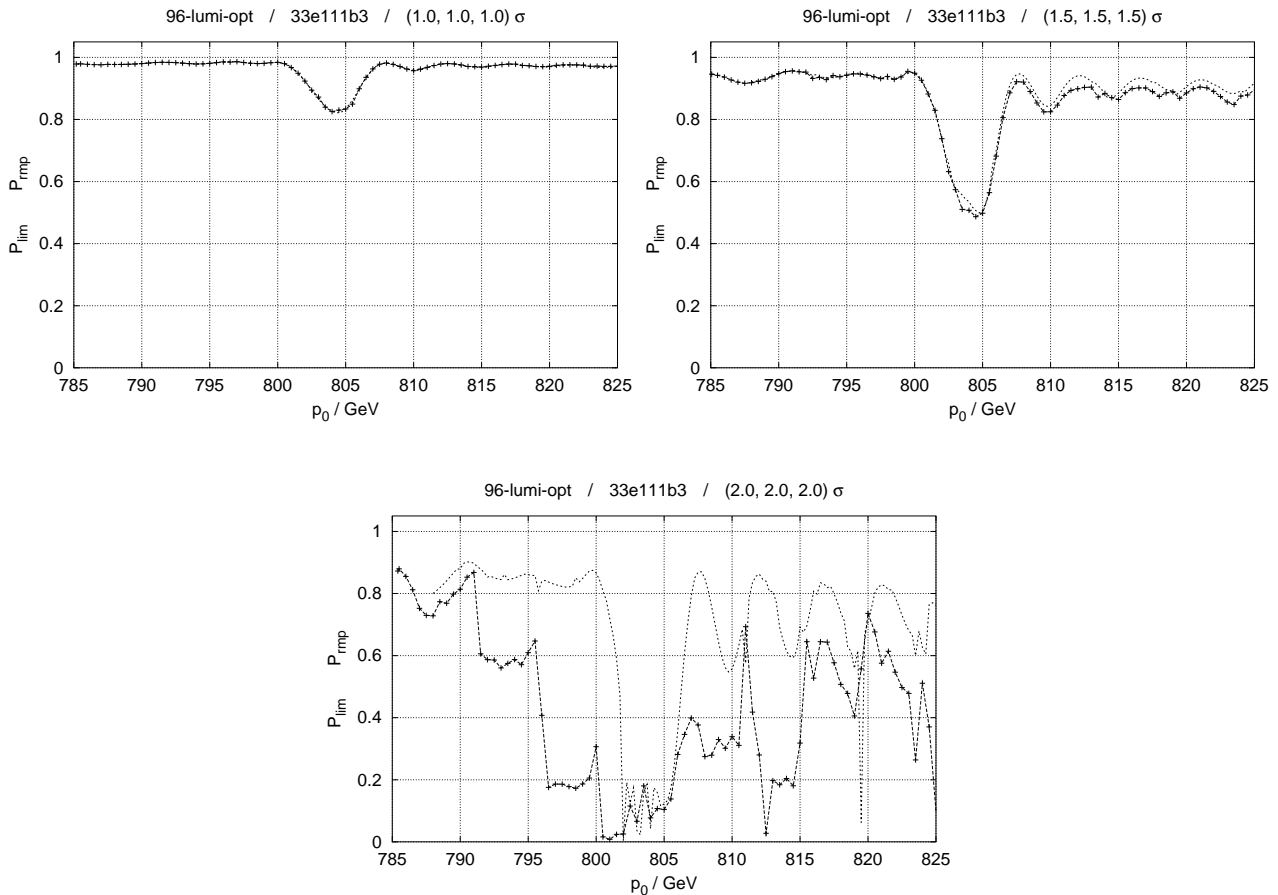 96-lumi-opt / 33e111b3 / (1.0, 1.0, 1.0) σ
1
0.8
0.6
0.4
0.2
0
P_lim P_rmp
785 790 795 800 805 810 815 820 825
p_0 / GeV
96-lumi-opt / 33e111b3 / (1.5, 1.5, 1.5) σ
1
0.8
0.6
0.4
0.2
0
P_lim P_rmp
785 790 795 800 805 810 815 820 825
p_0 / GeV
96-lumi-opt / 33e111b3 / (2.0, 2.0, 2.0) σ
1
0.8
0.6
0.4
0.2
0
P_lim P_rmp
785 790 795 800 805 810 815 820 825
p_0 / GeV